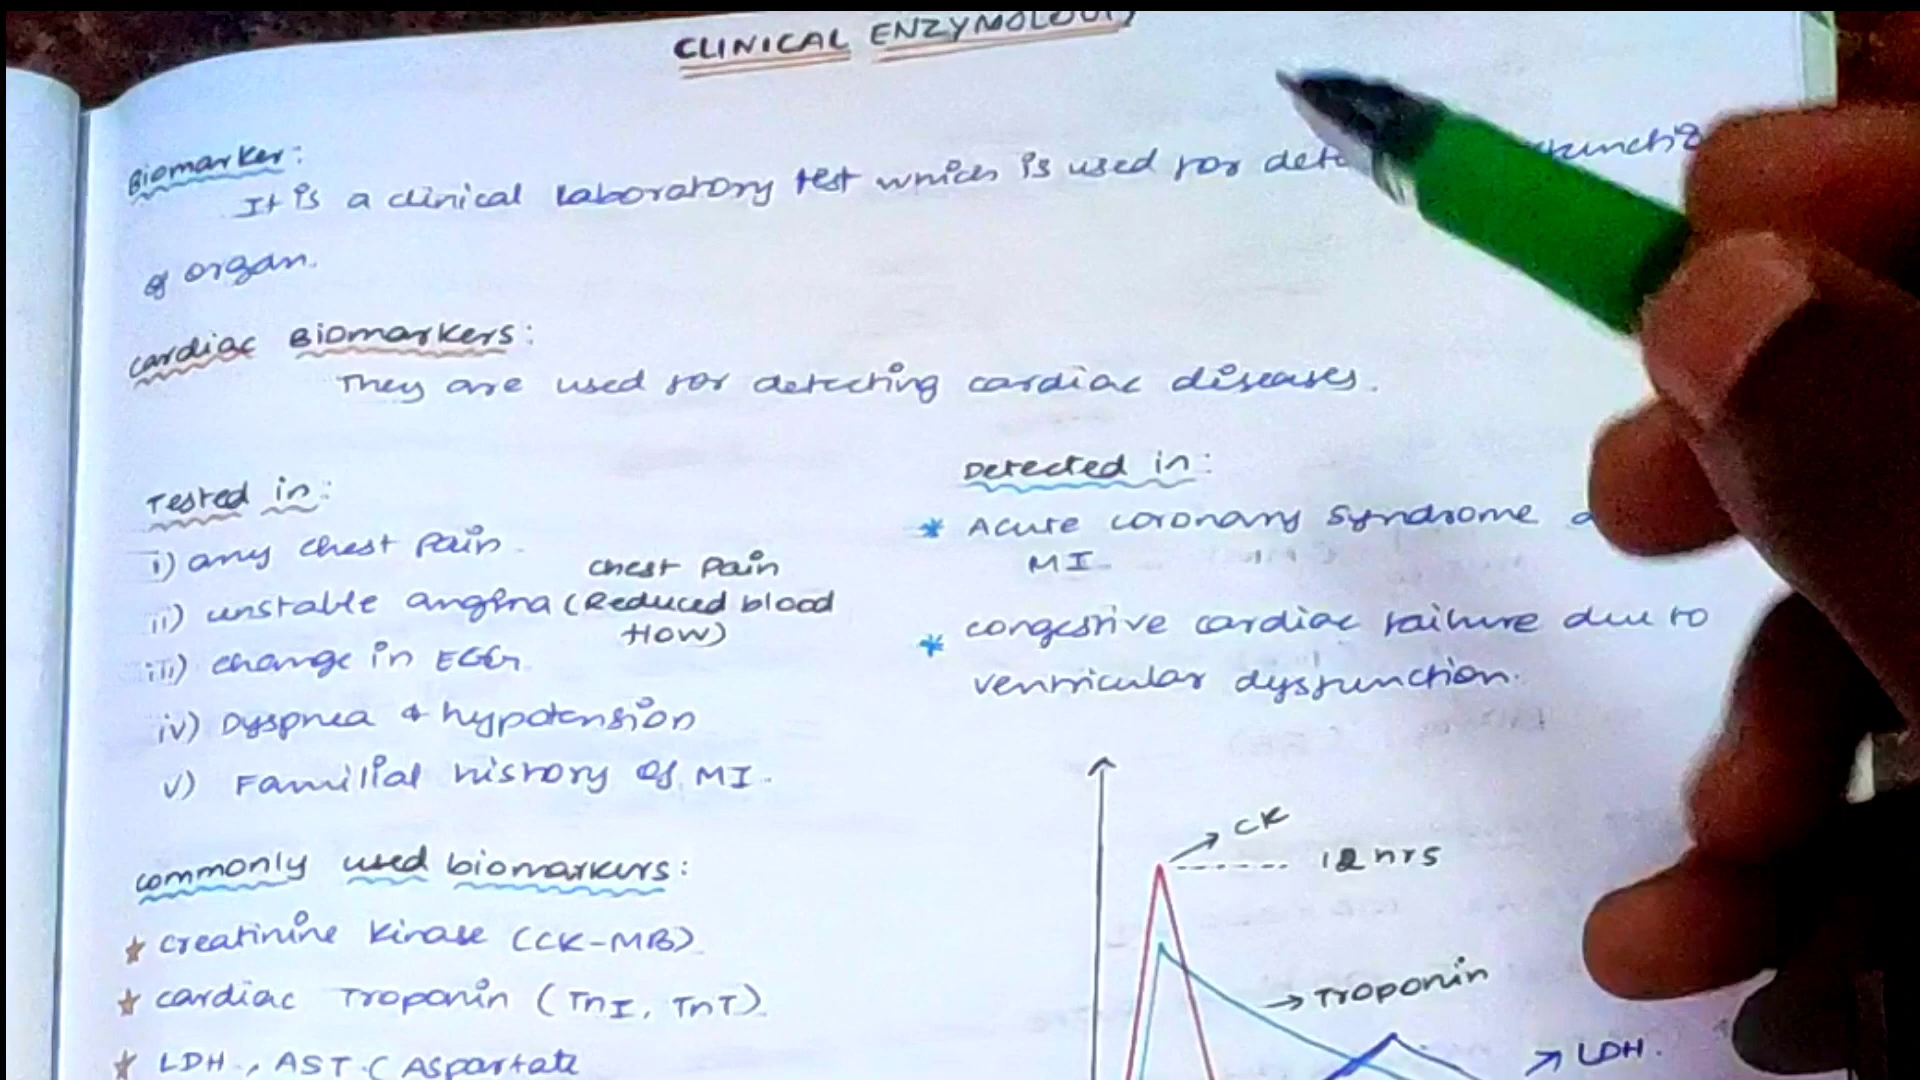 CLINICAL ENZYMOLOGY
Biomarker:
It is a clinical laboratory test which is used for
of organ.
Cardiac Biomarkers:
They are used for detecting cardiac diseases.
Tested in:
i) any chest pain.
chest pain
ii) unstable angina (Reduced blood
flow)
iii) change in ECG.
iv) Dyspnea & hypotension
v) Familial history of MI.
Detected in:
* Acute coronary syndrome
MI.
* congestive cardiac failure due to
ventricular dysfunction.
commonly used biomarkers:
★ creatinine kinase (CK-MB).
★ cardiac Troponin (TnI, TnT).
★ LDH, AST (Aspartate
CK
12 hrs
Troponin
LDH.